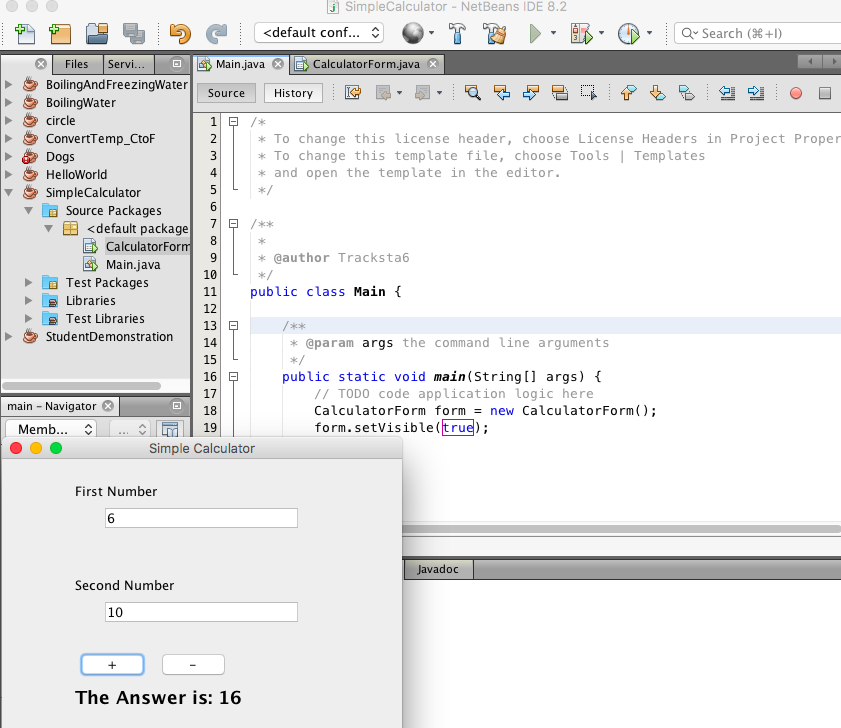 SimpleCalculator - NetBeans IDE 8.2
<default conf...
Search (⌘+I)
Files
Servi...
Main.java
CalculatorForm.java
Source
History
BoilingAndFreezingWater
BoilingWater
circle
ConvertTemp_CtoF
Dogs
HelloWorld
SimpleCalculator
Source Packages
<default package
CalculatorForm
Main.java
Test Packages
Libraries
Test Libraries
StudentDemonstration
main - Navigator
Memb...
...
1 /*
2 * To change this license header, choose License Headers in Project Proper
3 * To change this template file, choose Tools | Templates
4 * and open the template in the editor.
5 */
6
7 /**
8 *
9 * @author Tracksta6
10 */
11 public class Main {
12
13 /**
14 * @param args the command line arguments
15 */
16 public static void main(String[] args) {
17 // TODO code application logic here
18 CalculatorForm form = new CalculatorForm();
19 form.setVisible(true);
Javadoc
Simple Calculator
First Number
6
Second Number
10
+
-
The Answer is: 16